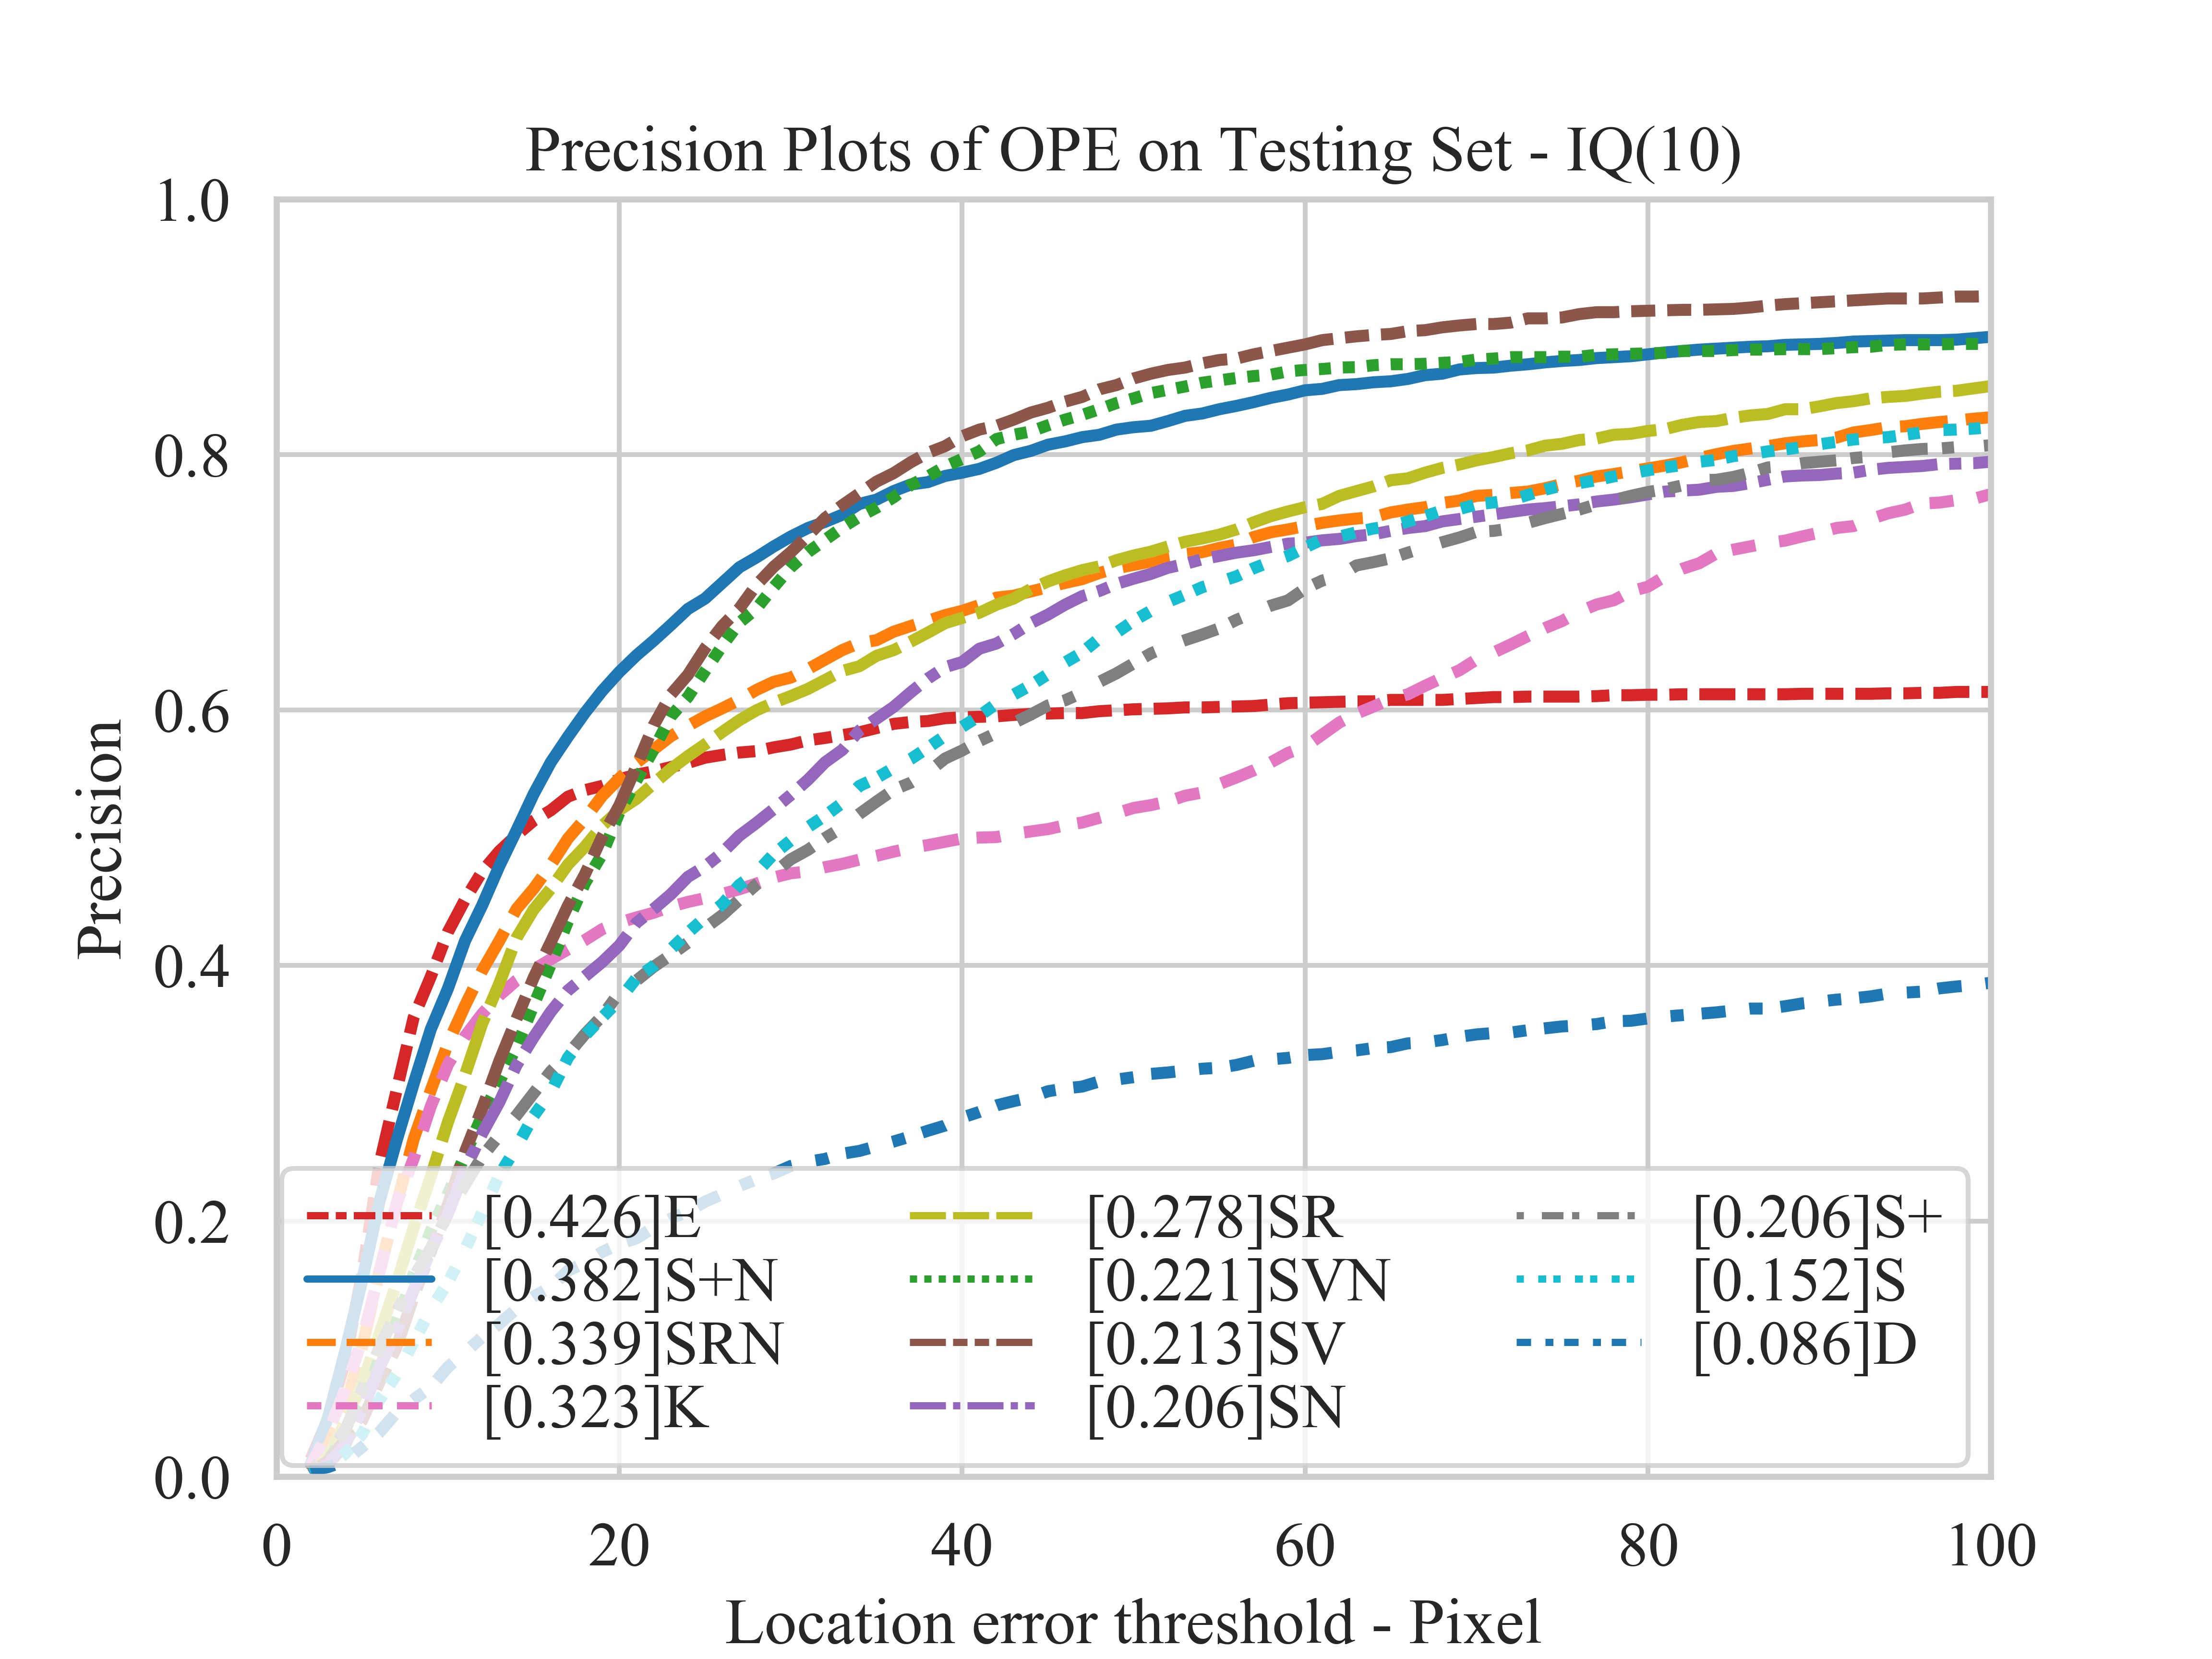 Precision Plots of OPE on Testing Set - IQ(10)
1.0
0.8
0.6
0.4
0.2
0.0
Precision
[0.426]E
[0.382]S+N
[0.339]SRN
[0.323]K
[0.278]SR
[0.221]SVN
[0.213]SV
[0.206]SN
[0.206]S+
[0.152]S
[0.086]D
0 20 40 60 80 100
Location error threshold - Pixel